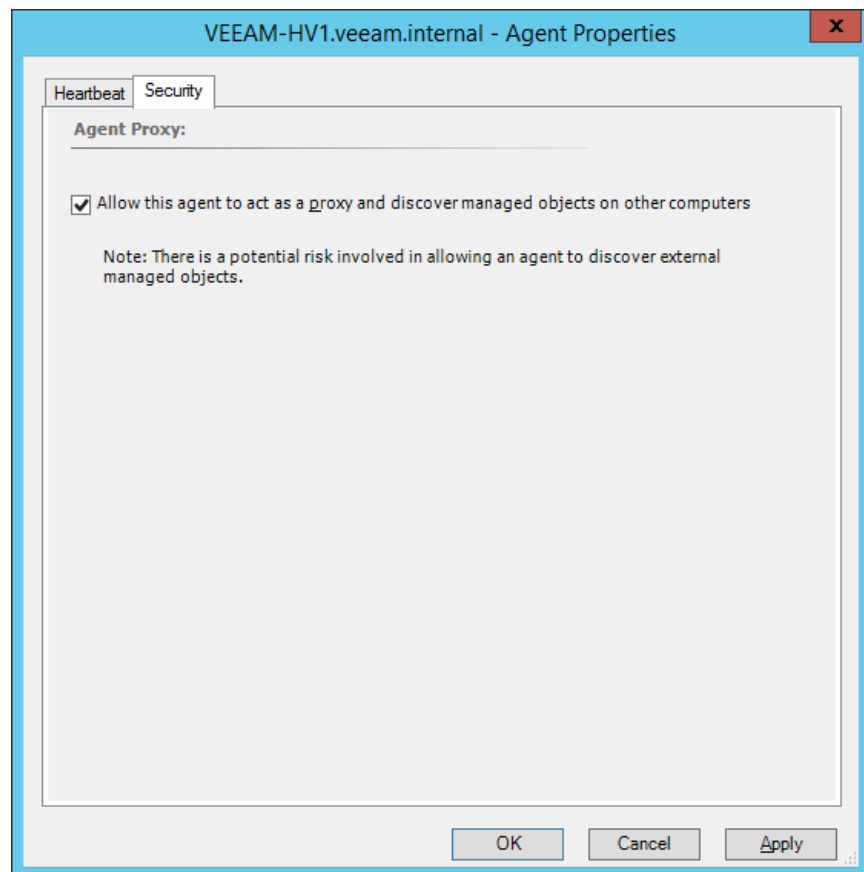 VEEAM-HV1.veeam.internal - Agent Properties
x
Heartbeat Security
Agent Proxy:
Allow this agent to act as a proxy and discover managed objects on other computers
Note: There is a potential risk involved in allowing an agent to discover external
managed objects.
OK Cancel Apply